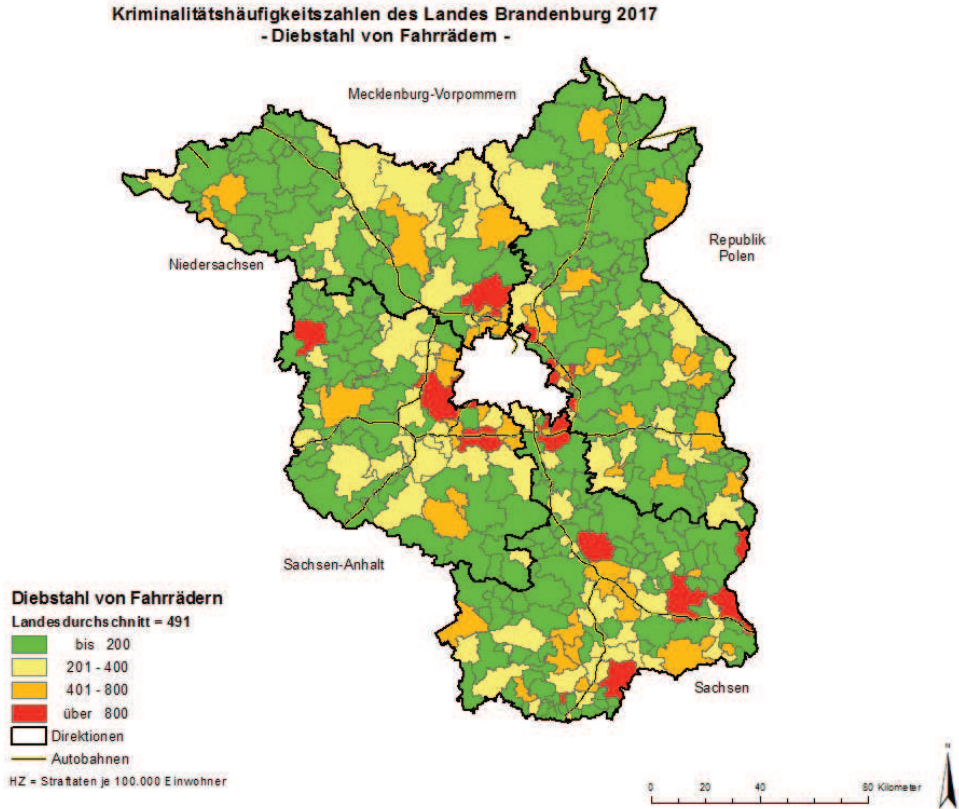 Kriminalitätshäufigkeitszahlen des Landes Brandenburg 2017
- Diebstahl von Fahrrädern -
Mecklenburg-Vorpommern
Republik
Polen
Niedersachsen
Sachsen-Anhalt
Sachsen
Diebstahl von Fahrrädern
Landesdurchschnitt = 491
bis 200
201 - 400
401 - 800
über 800
Direktionen
Autobahnen
HZ = Straftaten je 100.000 Einwohner
N
0 20 40 80 Kilometer